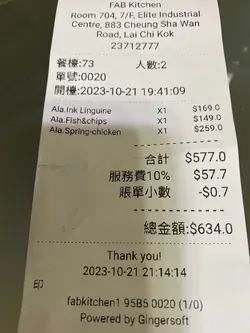 FAB Kitchen
Room 704, 7/F, Elite Industrial
Centre, 883 Cheung Sha Wan
Road, Lai Chi Kok
23712777
餐檯:73 人數:2
單號:0020
開檯:2023-10-21 19:41:09
Ala.Ink Linguine X1 $169.0
Ala.Fish&chips X1 $149.0
Ala.Spring-chicken X1 $259.0
合計 $577.0
服務費10% $57.7
賬單小數 -$0.7
總金額:$634.0
Thank you!
2023-10-21 21:14:14
印
fabkitchen1 95B5 0020 (1/0)
Powered by Gingersoft